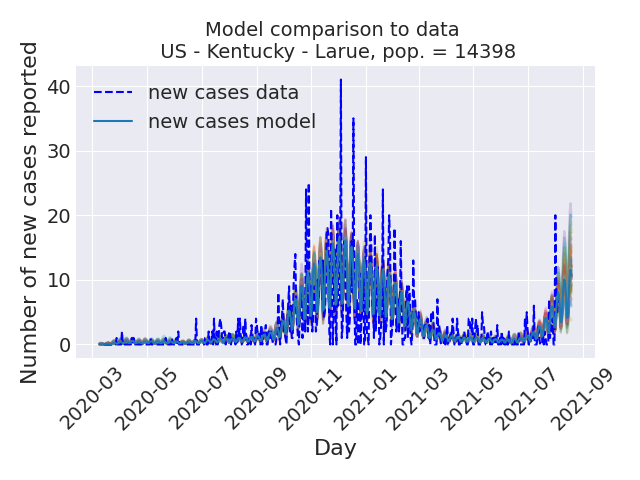 Model comparison to data
US - Kentucky - Larue, pop. = 14398
Number of new cases reported
40
30
20
10
0
new cases data
new cases model
2020-03
2020-05
2020-07
2020-09
2020-11
2021-01
2021-03
2021-05
2021-07
2021-09
Day